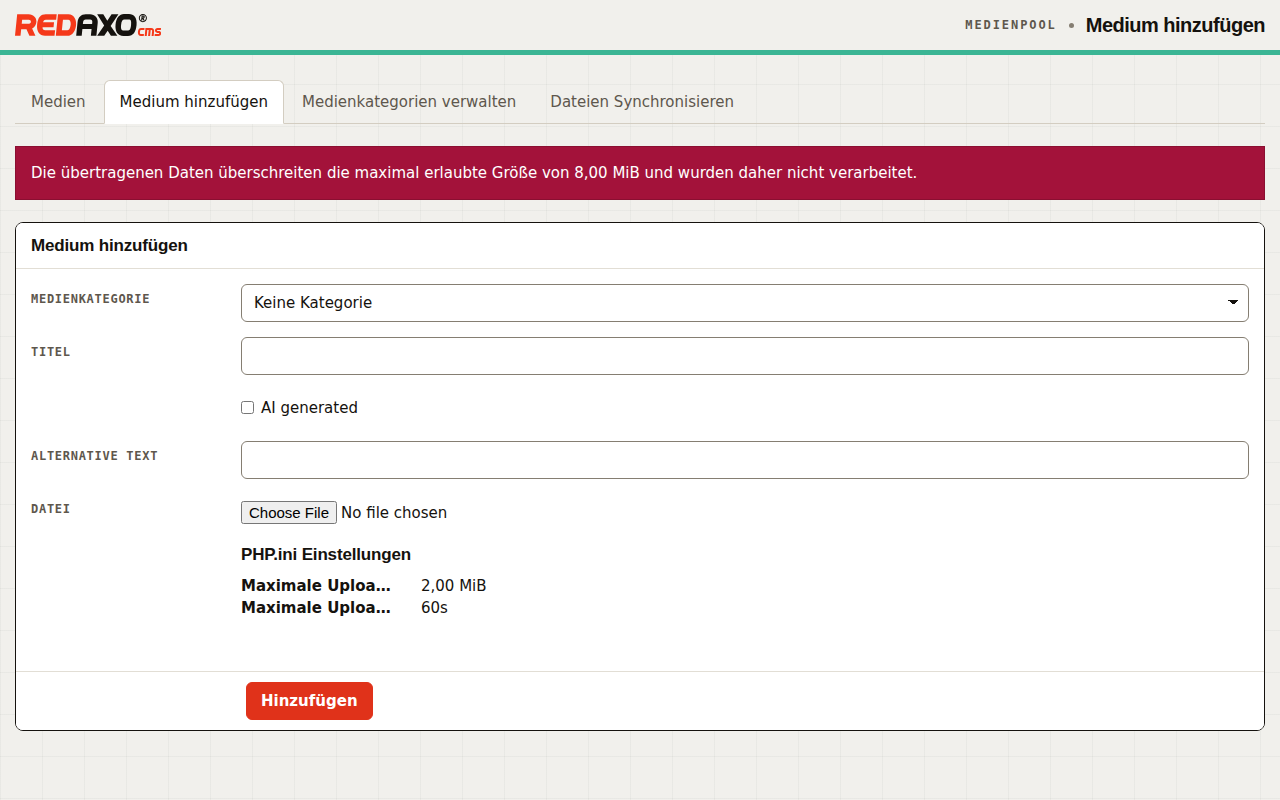 REDAXO® cms
MEDIENPOOL • Medium hinzufügen
Medien Medium hinzufügen Medienkategorien verwalten Dateien Synchronisieren
Die übertragenen Daten überschreiten die maximal erlaubte Größe von 8,00 MiB und wurden daher nicht verarbeitet.
Medium hinzufügen
MEDIENKATEGORIE Keine Kategorie
TITEL
AI generated
ALTERNATIVE TEXT
DATEI Choose File No file chosen
PHP.ini Einstellungen
Maximale Uploa... 2,00 MiB
Maximale Uploa... 60s
Hinzufügen